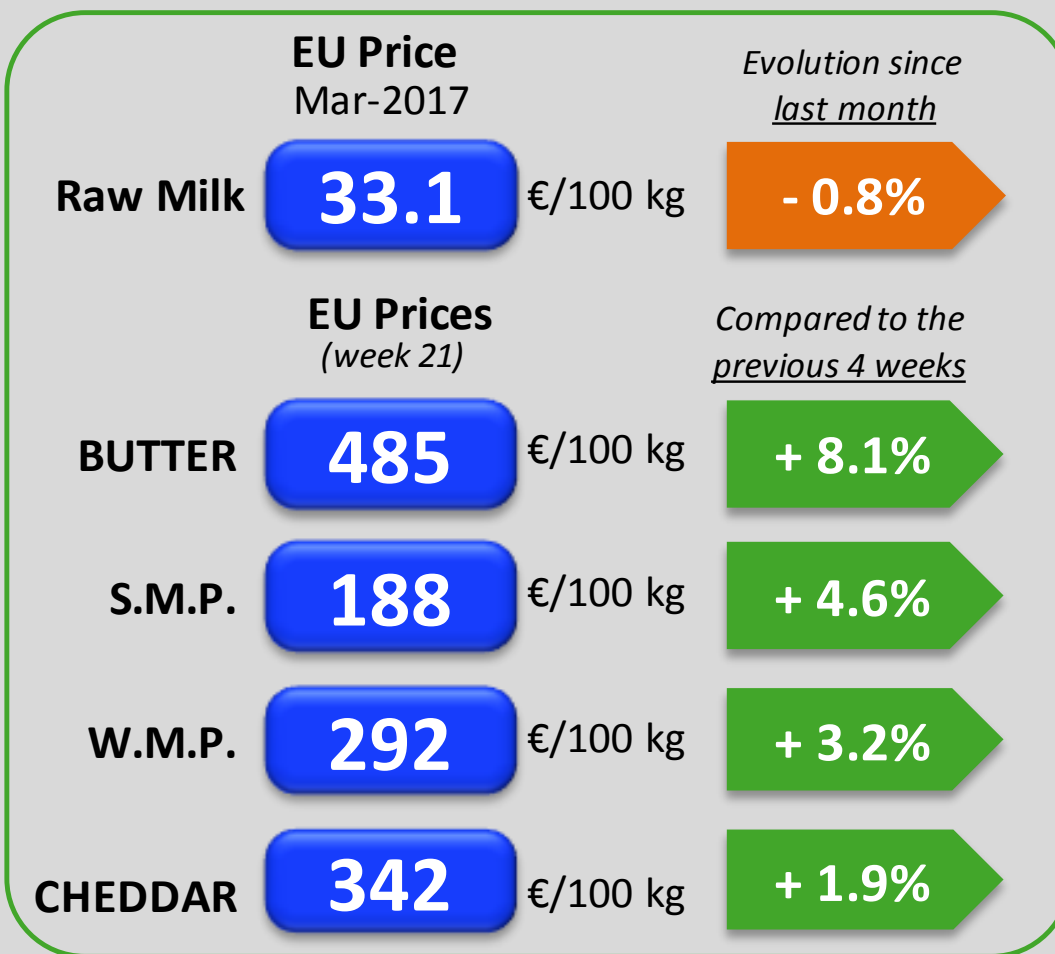 EU Price
Mar-2017
Evolution since
last month
Raw Milk 33.1 €/100 kg - 0.8%
EU Prices
(week 21)
Compared to the
previous 4 weeks
BUTTER 485 €/100 kg + 8.1%
S.M.P. 188 €/100 kg + 4.6%
W.M.P. 292 €/100 kg + 3.2%
CHEDDAR 342 €/100 kg + 1.9%